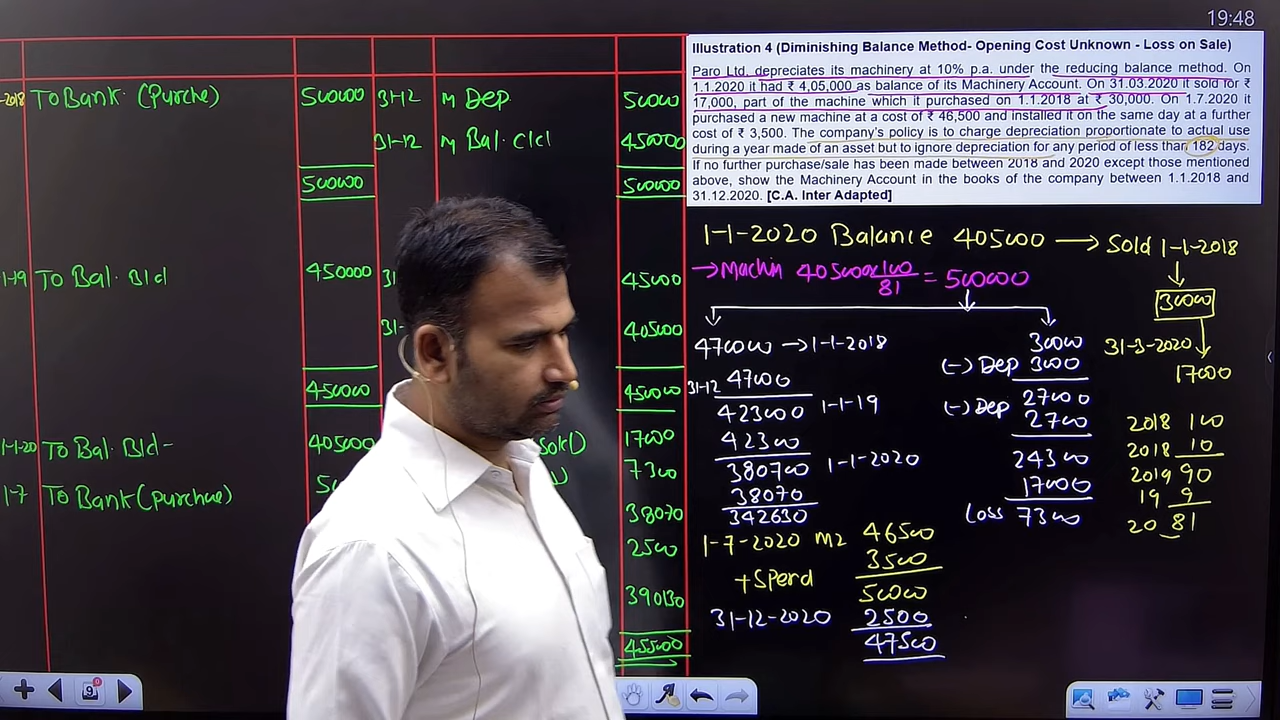 19:48
Illustration 4 (Diminishing Balance Method- Opening Cost Unknown - Loss on Sale)
Paro Ltd. depreciates its machinery at 10% p.a. under the reducing balance method. On
1.1.2020 it had ₹ 4,05,000 as balance of its Machinery Account. On 31.03.2020 it sold for ₹
17,000, part of the machine which it purchased on 1.1.2018 at ₹ 30,000. On 1.7.2020 it
purchased a new machine at a cost of ₹ 46,500 and installed it on the same day at a further
cost of ₹ 3,500. The company's policy is to charge depreciation proportionate to actual use
during a year made of an asset but to ignore depreciation for any period of less than 182 days.
If no further purchase/sale has been made between 2018 and 2020 except those mentioned
above, show the Machinery Account in the books of the company between 1.1.2018 and
31.12.2020. [C.A. Inter Adapted]
2018 To Bank (Purche) 500000 31-12 By Dep 50000
31-12 By Bal. C/d 450000
500000 500000
1-19 To Bal. B/d 450000 31 45000
31- 405000
450000 450000
1-1-20 To Bal. B/d - 405000 Sold) 17000
7300
1-7 To Bank (purchae) 50
38070
2500
390130
455000
1-1-2020 Balance 405000 → Sold 1-1-2018
→ Machin 405000x100/81 = 500000
30000
31-3-2020
17000
470000 → 1-1-2018
31-12 47000
423000 1-1-19
42300
380700 1-1-2020
38070
342630
30000
(-) Dep 3000
27000
(-) Dep 2700
24300
17000
Loss 7300
2018 100
2018 10
2019 90
19 9
20 81
1-7-2020 M2 46500
+ Spend 3500
50000
31-12-2020 2500
47500
9